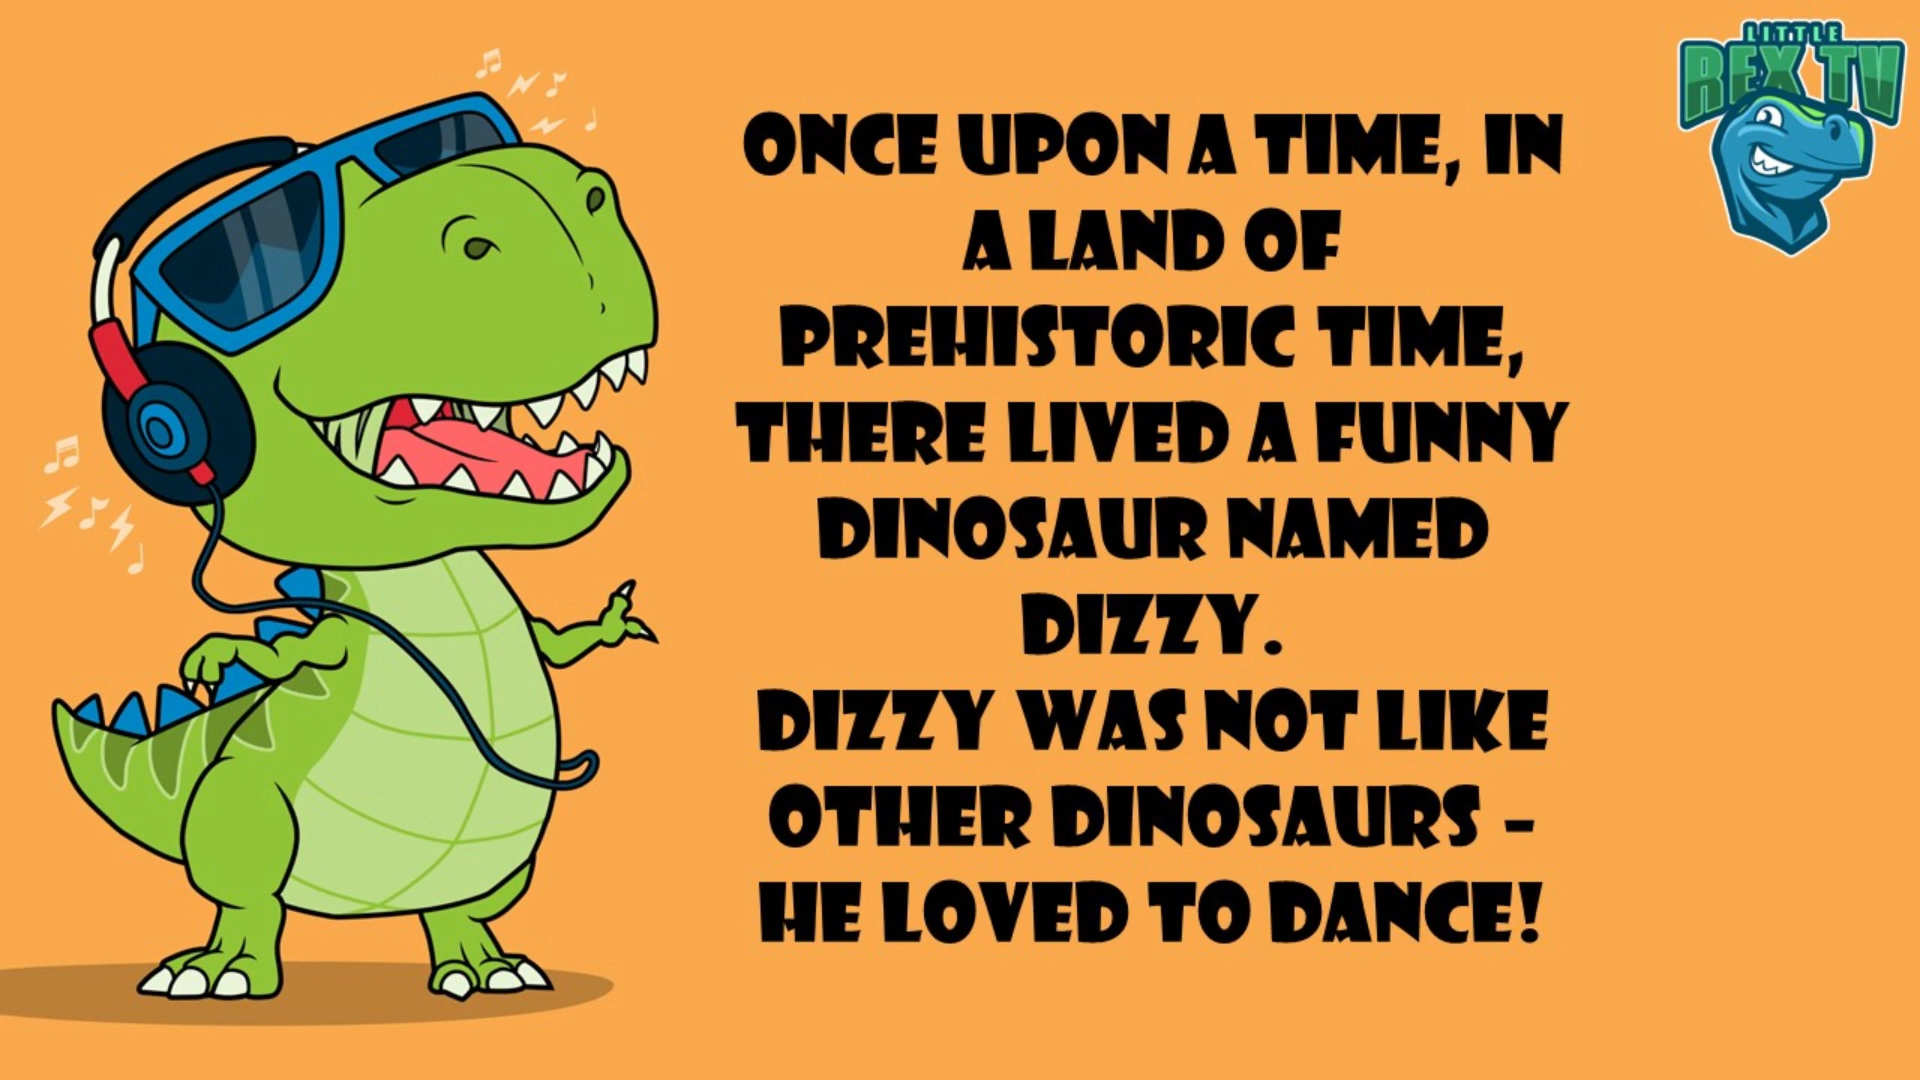 LITTLE
REX TV
ONCE UPON A TIME, IN
A LAND OF
PREHISTORIC TIME,
THERE LIVED A FUNNY
DINOSAUR NAMED
DIZZY.
DIZZY WAS NOT LIKE
OTHER DINOSAURS –
HE LOVED TO DANCE!